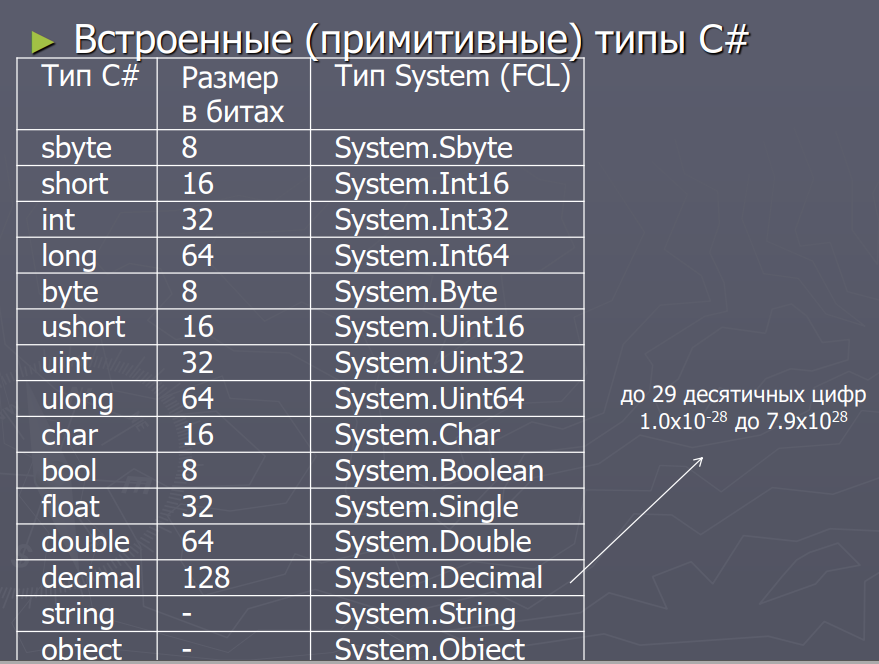 ► Встроенные (примитивные) типы C#
Тип C# Размер в битах Тип System (FCL)
sbyte 8 System.Sbyte
short 16 System.Int16
int 32 System.Int32
long 64 System.Int64
byte 8 System.Byte
ushort 16 System.Uint16
uint 32 System.Uint32
ulong 64 System.Uint64
char 16 System.Char
bool 8 System.Boolean
float 32 System.Single
double 64 System.Double
decimal 128 System.Decimal
string - System.String
object - System.Object
до 29 десятичных цифр
1.0x10⁻²⁸ до 7.9x10²⁸